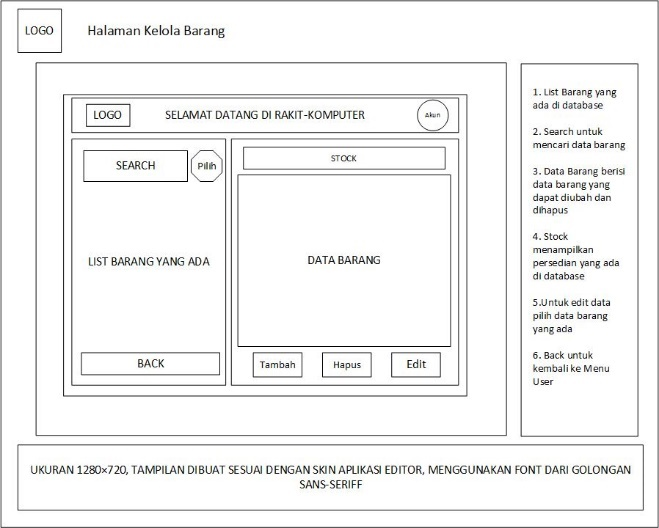 LOGO
Halaman Kelola Barang
LOGO
SELAMAT DATANG DI RAKIT-KOMPUTER
Akun
SEARCH
Pilih
LIST BARANG YANG ADA
BACK
STOCK
DATA BARANG
Tambah
Hapus
Edit
1. List Barang yang
ada di database
2. Search untuk
mencari data barang
3. Data Barang berisi
data barang yang
dapat diubah dan
dihapus
4. Stock
menampilkan
persedian yang ada
di database
5.Untuk edit data
pilih data barang
yang ada
6. Back untuk
kembali ke Menu
User
UKURAN 1280×720, TAMPILAN DIBUAT SESUAI DENGAN SKIN APLIKASI EDITOR, MENGGUNAKAN FONT DARI GOLONGAN
SANS-SERIFF